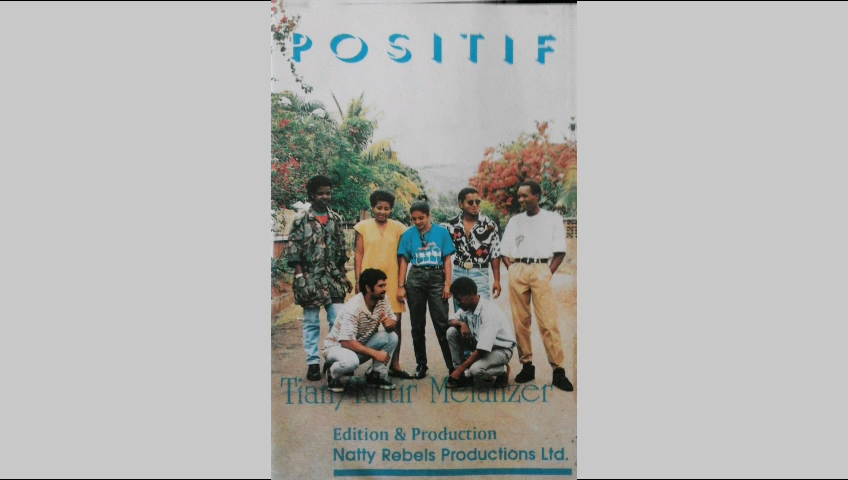 POSITIF
Melanzer
Edition & Production
Natty Rebels Productions Ltd.